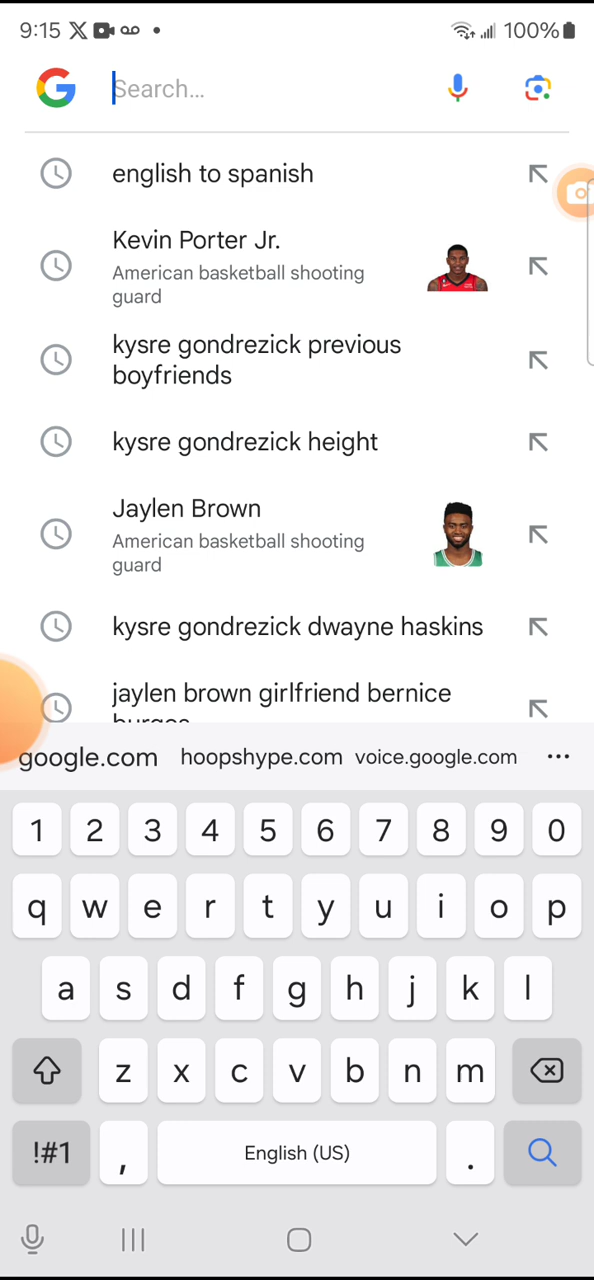 9:15 100%
Search...
english to spanish
Kevin Porter Jr.
American basketball shooting
guard
kysre gondrezick previous
boyfriends
kysre gondrezick height
Jaylen Brown
American basketball shooting
guard
kysre gondrezick dwayne haskins
jaylen brown girlfriend bernice
burgos
google.com hoopshype.com voice.google.com ...
1 2 3 4 5 6 7 8 9 0
q w e r t y u i o p
a s d f g h j k l
z x c v b n m
!#1 , English (US) .